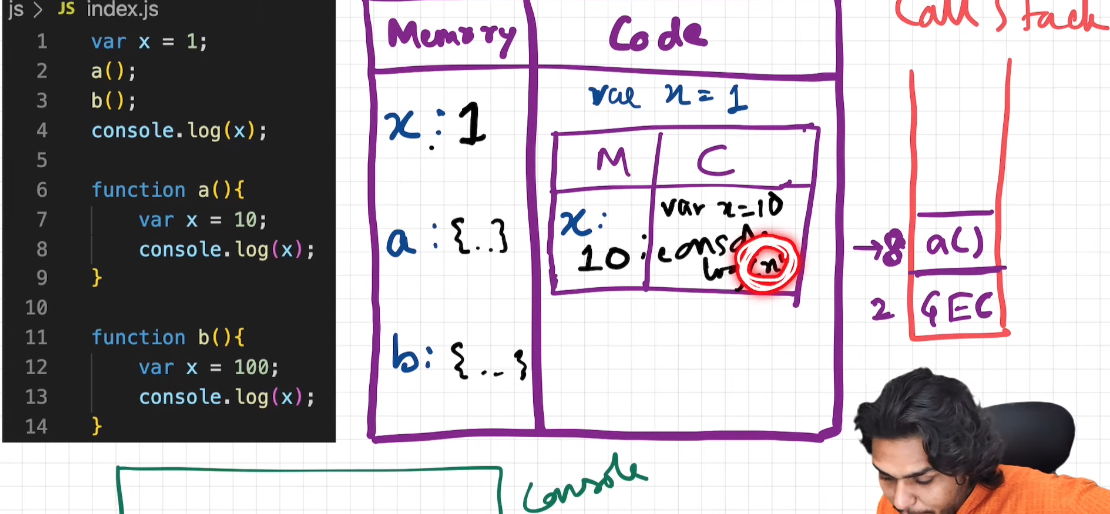 js > JS index.js
1 var x = 1;
2 a();
3 b();
4 console.log(x);
5
6 function a(){
7 var x = 10;
8 console.log(x);
9 }
10
11 function b(){
12 var x = 100;
13 console.log(x);
14 }
Memory Code
x : 1
var x = 1
M C
x : 10
var x=10
log(x)
a : {..}
b : {...}
Call Stack
→8 a()
2 GEC
Console